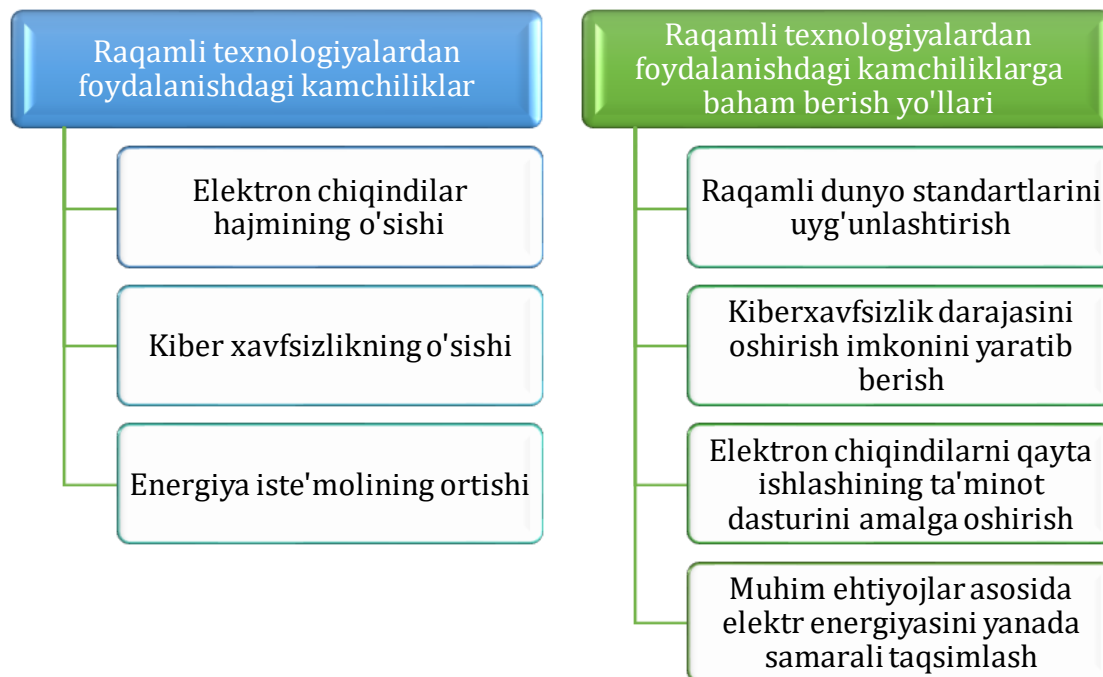 Raqamli texnologiyalardan
foydalanishdagi kamchiliklar
Elektron chiqindilar
hajmining o'sishi
Kiber xavfsizlikning o'sishi
Energiya iste'molining ortishi
Raqamli texnologiyalardan
foydalanishdagi kamchiliklarga
baham berish yo'llari
Raqamli dunyo standartlarini
uyg'unlashtirish
Kiberxavfsizlik darajasini
oshirish imkonini yaratib
berish
Elektron chiqindilarni qayta
ishlashining ta'minot
dasturini amalga oshirish
Muhim ehtiyojlar asosida
elektr energiyasini yanada
samarali taqsimlash